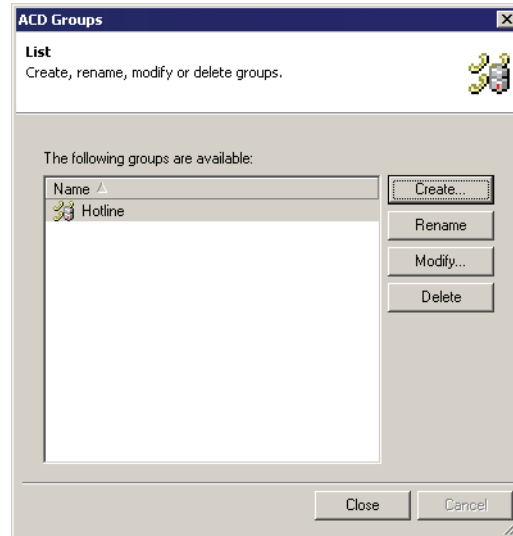 ACD Groups
List
Create, rename, modify or delete groups.
The following groups are available:
Name
Hotline
Create...
Rename
Modify...
Delete
Close
Cancel